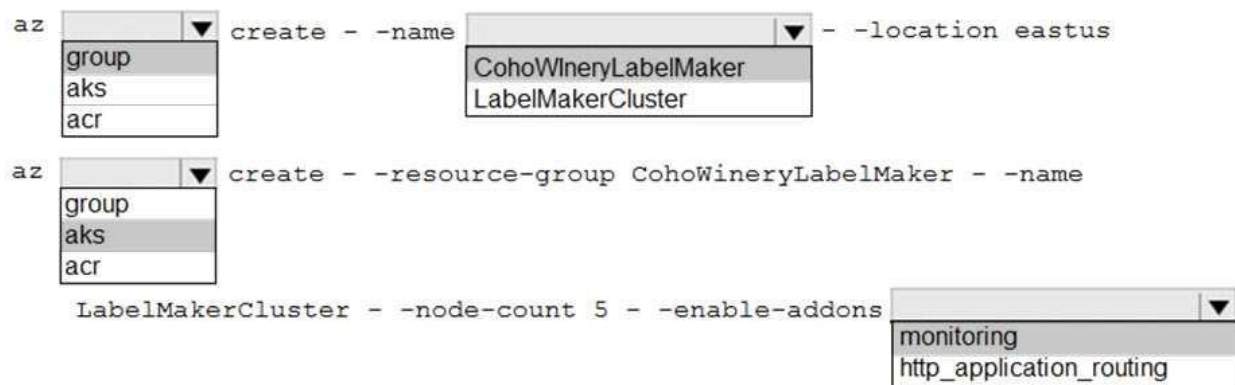 az create - -name - -location eastus
group
aks
acr
CohoWIneryLabelMaker
LabelMakerCluster
az create - -resource-group CohoWineryLabelMaker - -name
group
aks
acr
LabelMakerCluster - -node-count 5 - -enable-addons
monitoring
http_application_routing